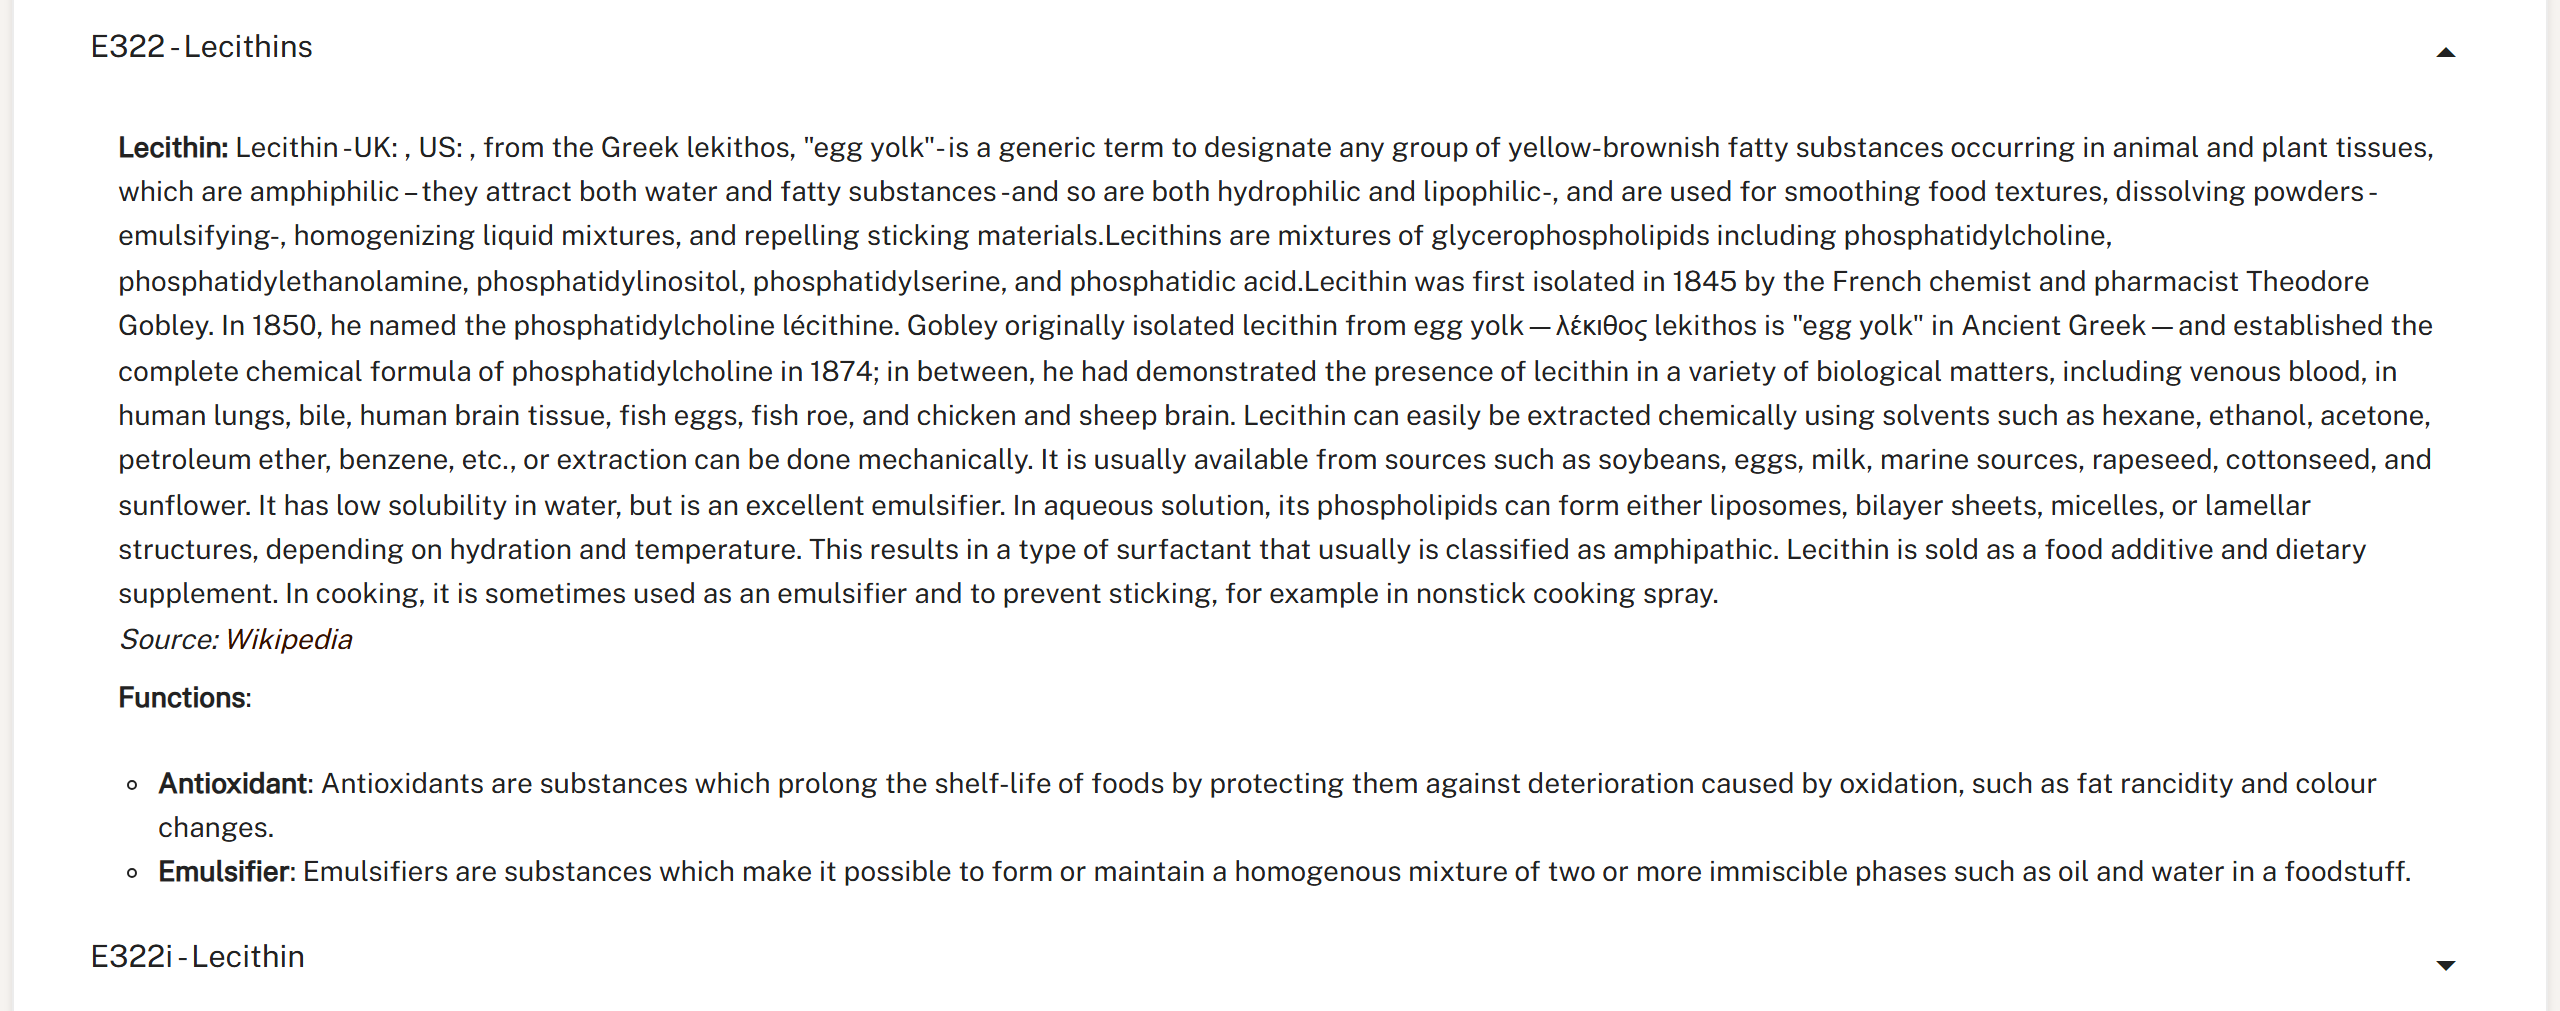 E322 - Lecithins
Lecithin: Lecithin -UK: , US: , from the Greek lekithos, "egg yolk"- is a generic term to designate any group of yellow-brownish fatty substances occurring in animal and plant tissues,
which are amphiphilic – they attract both water and fatty substances -and so are both hydrophilic and lipophilic-, and are used for smoothing food textures, dissolving powders -
emulsifying-, homogenizing liquid mixtures, and repelling sticking materials.Lecithins are mixtures of glycerophospholipids including phosphatidylcholine,
phosphatidylethanolamine, phosphatidylinositol, phosphatidylserine, and phosphatidic acid.Lecithin was first isolated in 1845 by the French chemist and pharmacist Theodore
Gobley. In 1850, he named the phosphatidylcholine lécithine. Gobley originally isolated lecithin from egg yolk — λέκιθος lekithos is "egg yolk" in Ancient Greek — and established the
complete chemical formula of phosphatidylcholine in 1874; in between, he had demonstrated the presence of lecithin in a variety of biological matters, including venous blood, in
human lungs, bile, human brain tissue, fish eggs, fish roe, and chicken and sheep brain. Lecithin can easily be extracted chemically using solvents such as hexane, ethanol, acetone,
petroleum ether, benzene, etc., or extraction can be done mechanically. It is usually available from sources such as soybeans, eggs, milk, marine sources, rapeseed, cottonseed, and
sunflower. It has low solubility in water, but is an excellent emulsifier. In aqueous solution, its phospholipids can form either liposomes, bilayer sheets, micelles, or lamellar
structures, depending on hydration and temperature. This results in a type of surfactant that usually is classified as amphipathic. Lecithin is sold as a food additive and dietary
supplement. In cooking, it is sometimes used as an emulsifier and to prevent sticking, for example in nonstick cooking spray.
Source: Wikipedia
Functions:
Antioxidant: Antioxidants are substances which prolong the shelf-life of foods by protecting them against deterioration caused by oxidation, such as fat rancidity and colour
changes.
Emulsifier: Emulsifiers are substances which make it possible to form or maintain a homogenous mixture of two or more immiscible phases such as oil and water in a foodstuff.
E322i - Lecithin